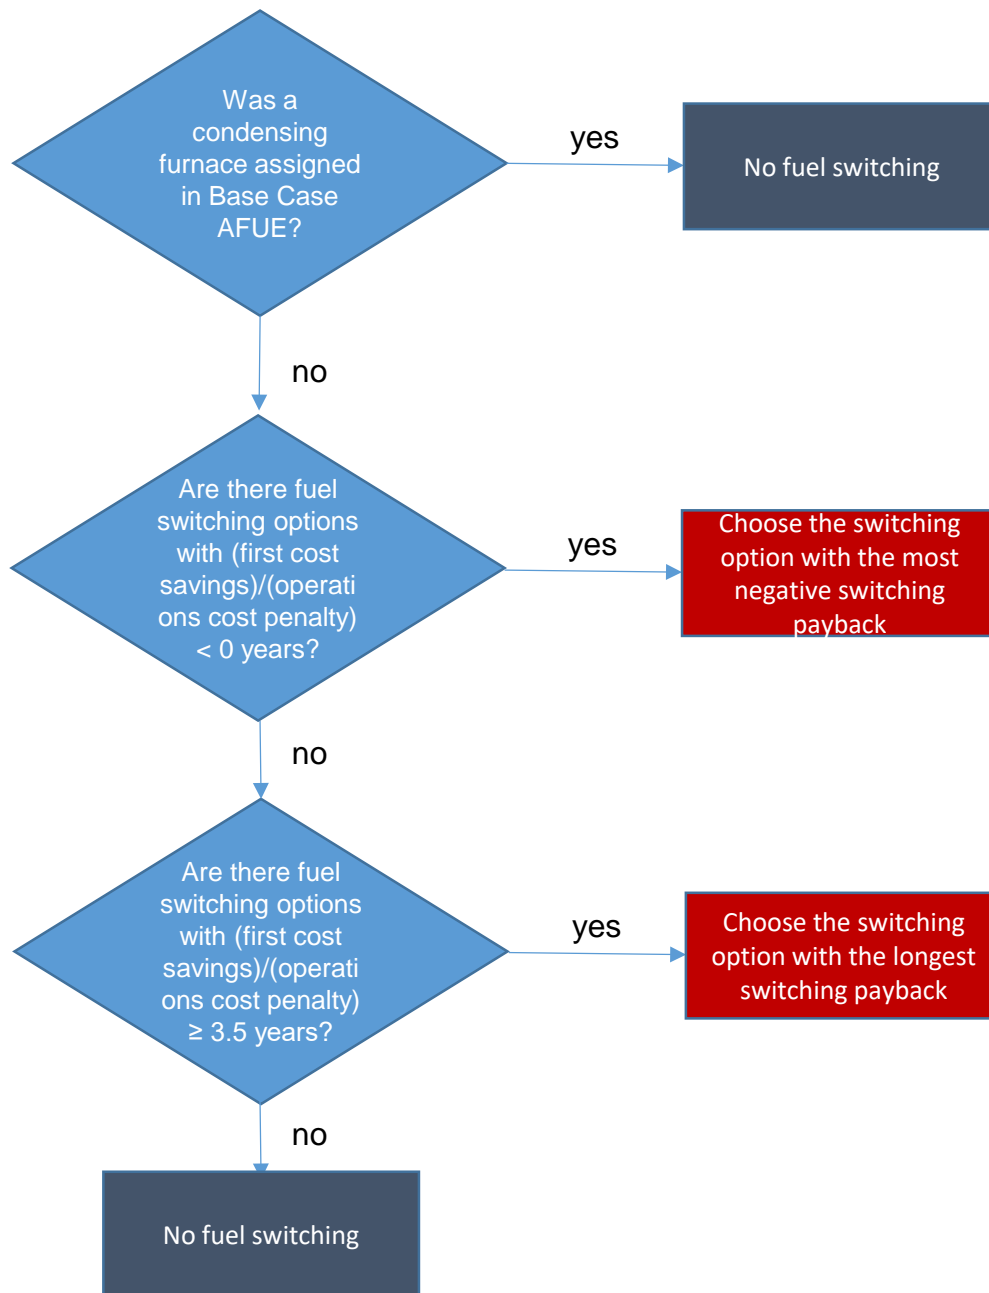 Was a
condensing
furnace assigned
in Base Case
AFUE?
yes
No fuel switching
no
Are there fuel
switching options
with (first cost
savings)/(operati
ons cost penalty)
< 0 years?
yes
Choose the switching
option with the most
negative switching
payback
no
Are there fuel
switching options
with (first cost
savings)/(operati
ons cost penalty)
≥ 3.5 years?
yes
Choose the switching
option with the longest
switching payback
no
No fuel switching